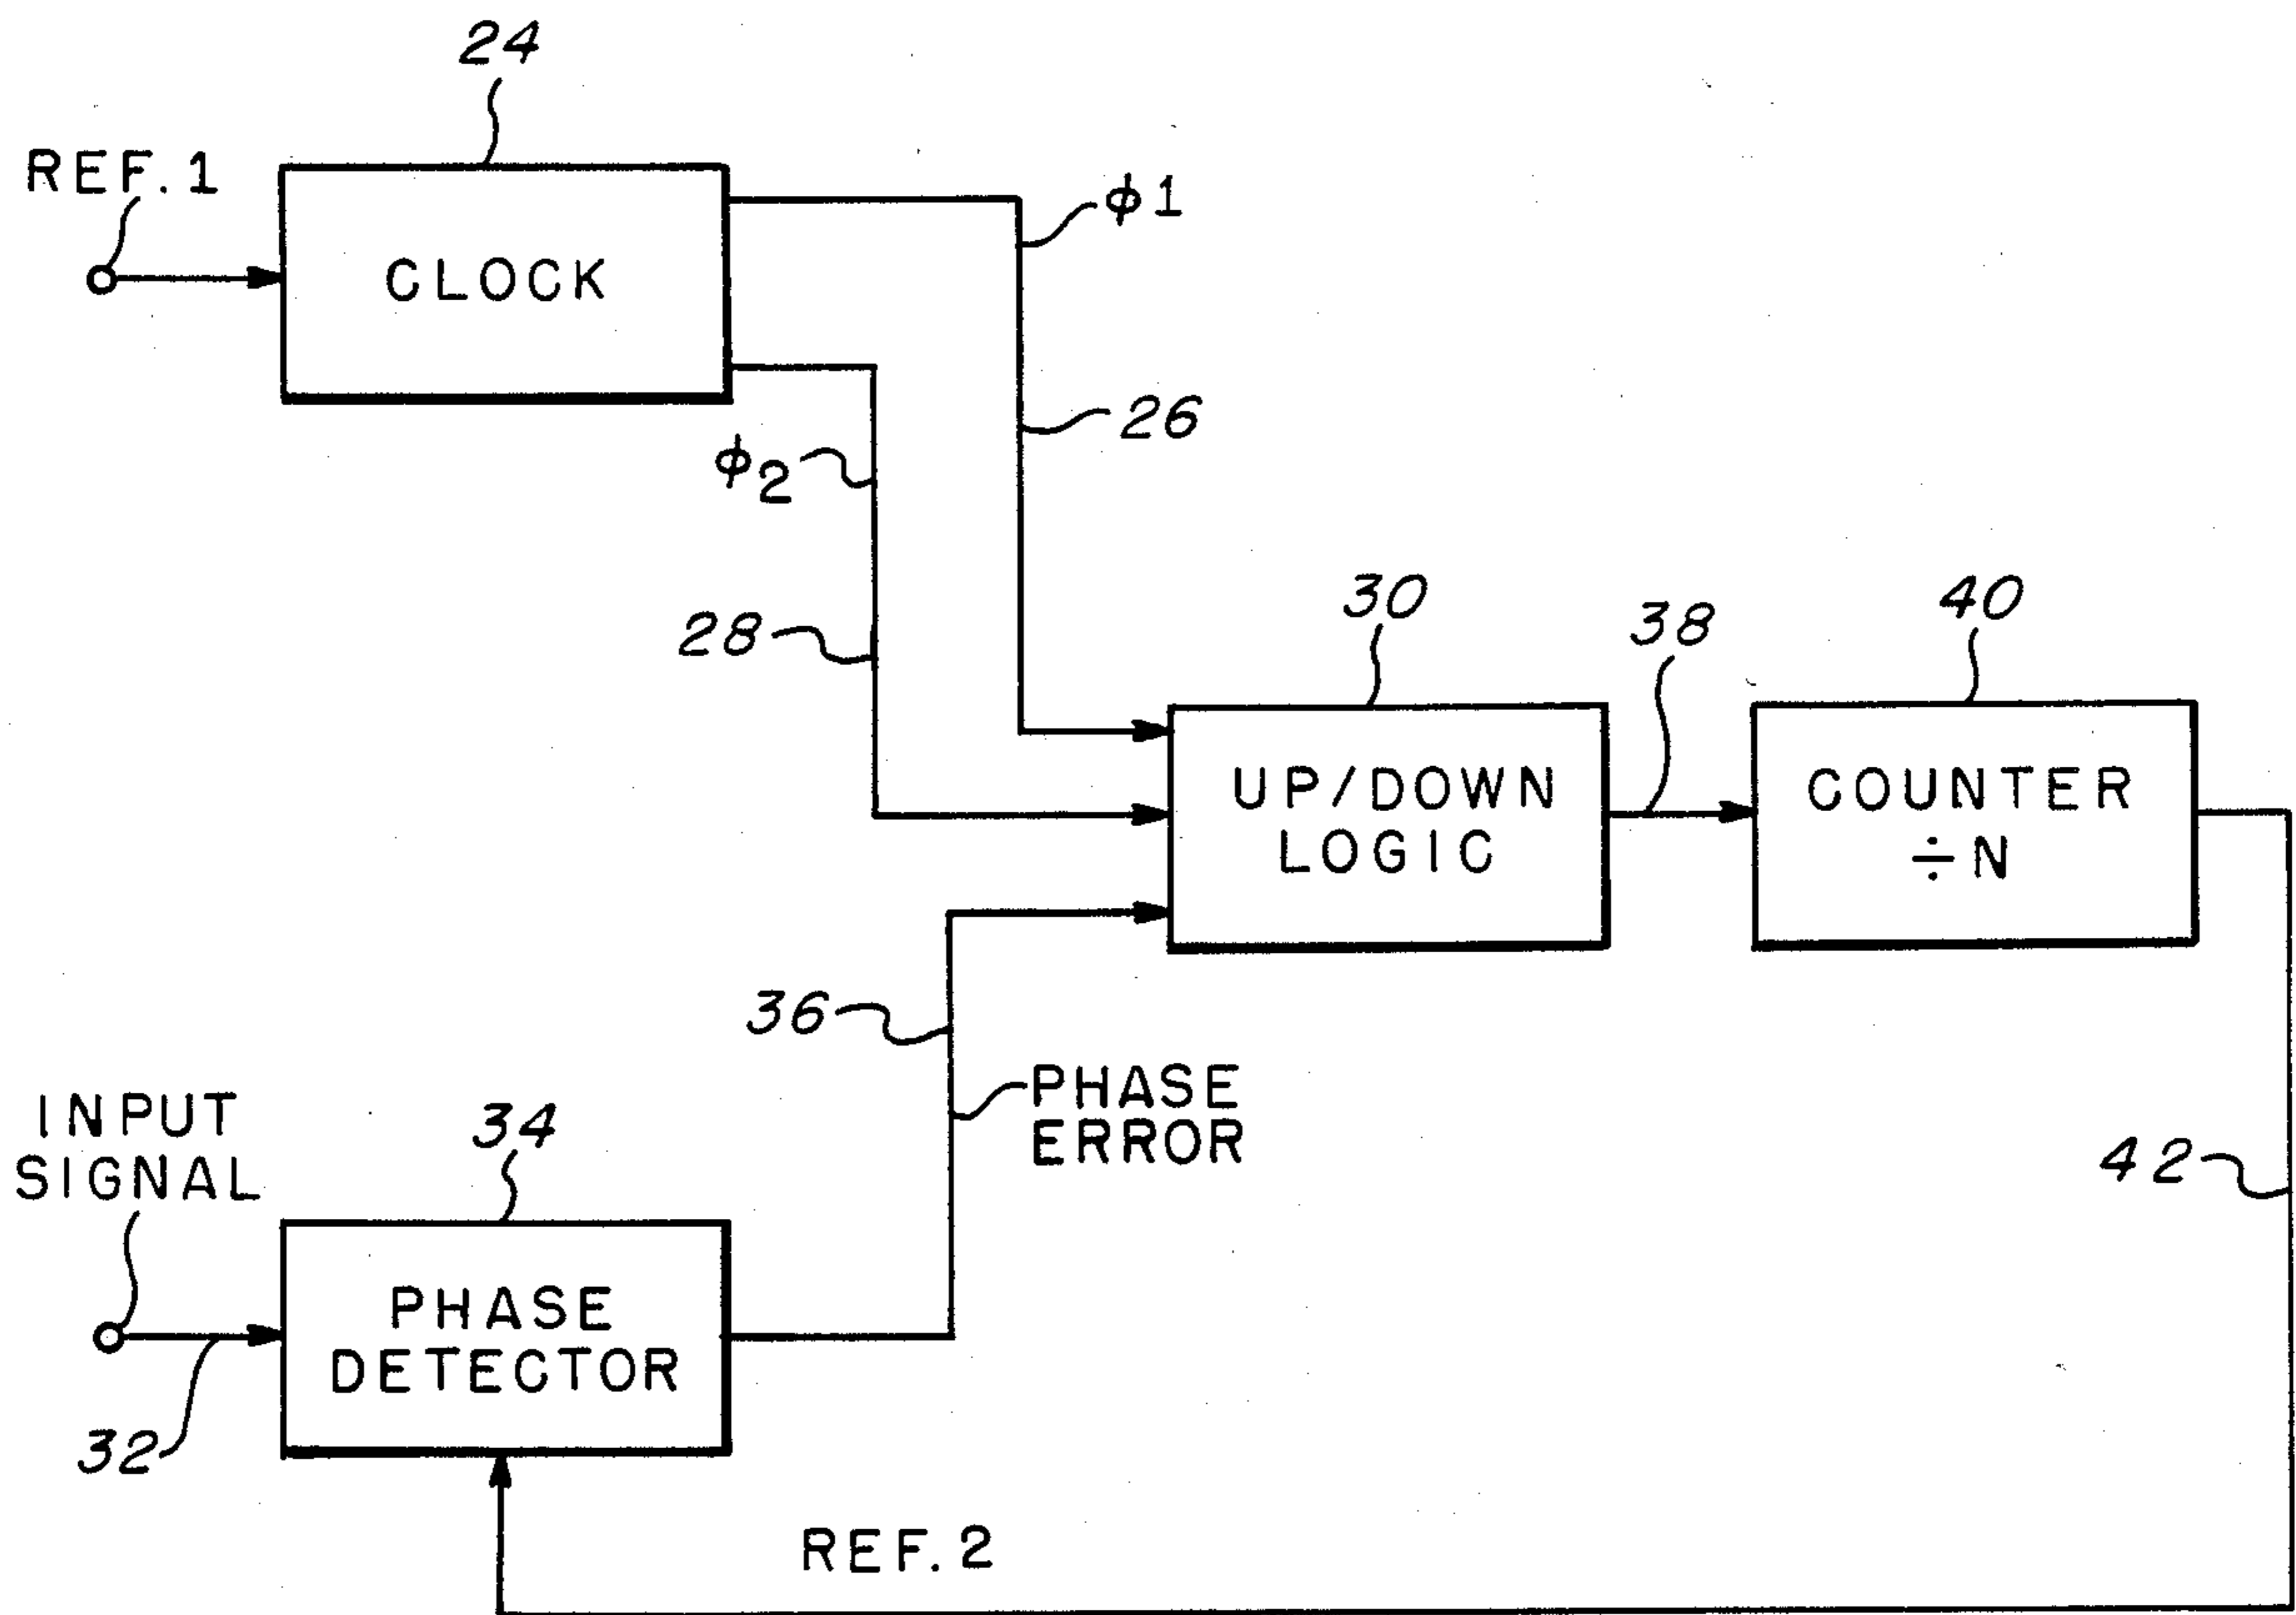 24
REF. 1
CLOCK
ϕ1
26
ϕ2
28
30
38
40
UP/DOWN
LOGIC
COUNTER
÷N
36
PHASE
ERROR
INPUT
SIGNAL
34
42
PHASE
DETECTOR
32
REF. 2